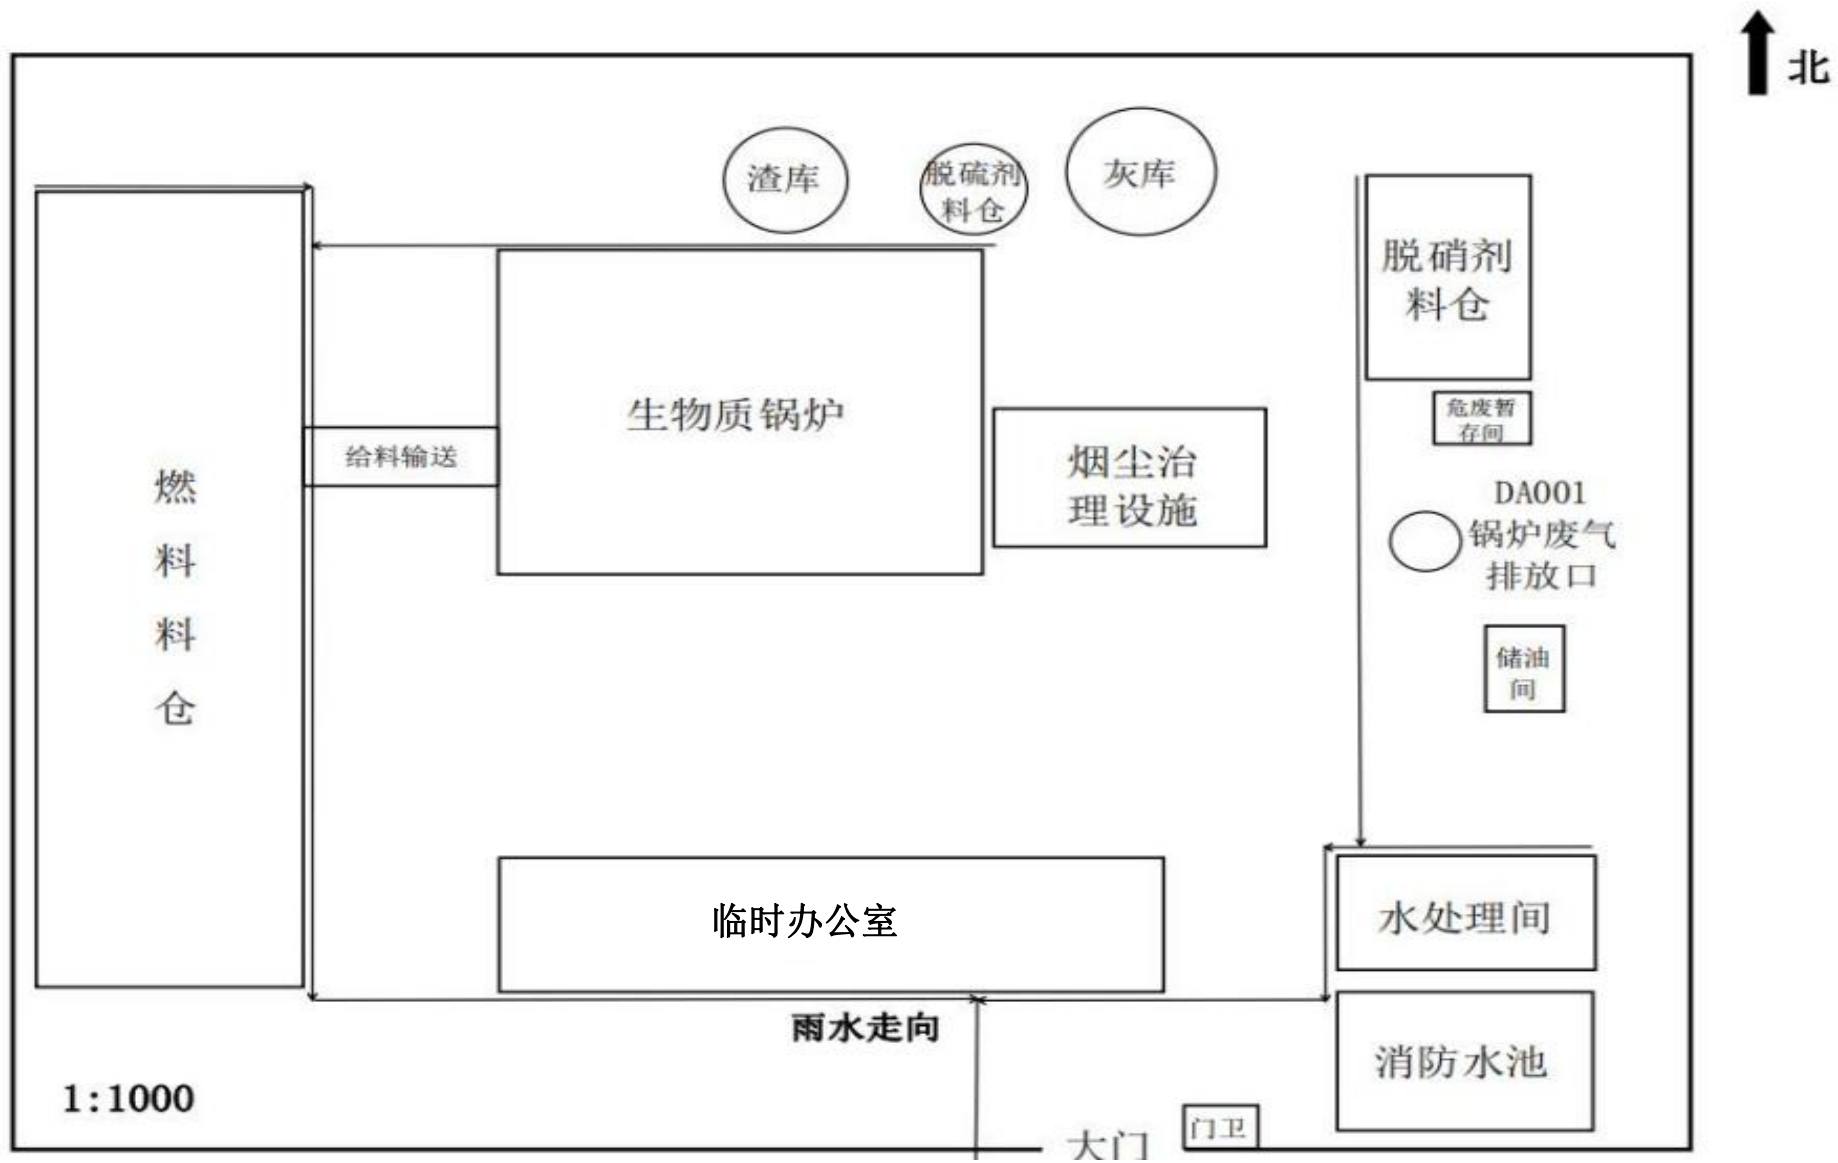 北
渣库
脱硫剂
料仓
灰库
脱硝剂
料仓
生物质锅炉
危废暂
存间
给料输送
烟尘治
理设施
燃
料
料
仓
DA001
锅炉废气
排放口
储油
间
临时办公室
水处理间
雨水走向
消防水池
1:1000
门卫
大门